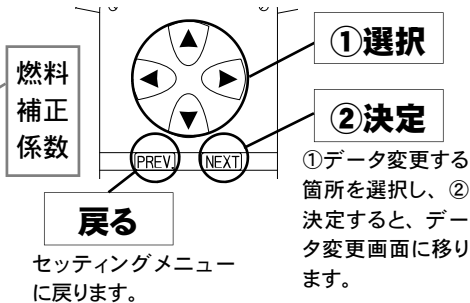 燃料
補正
係数
①選択
②決定
PREV.
NEXT
①データ変更する
箇所を選択し、②
決定すると、デー
タ変更画面に移り
ます。
戻る
セッティングメニュー
に戻ります。